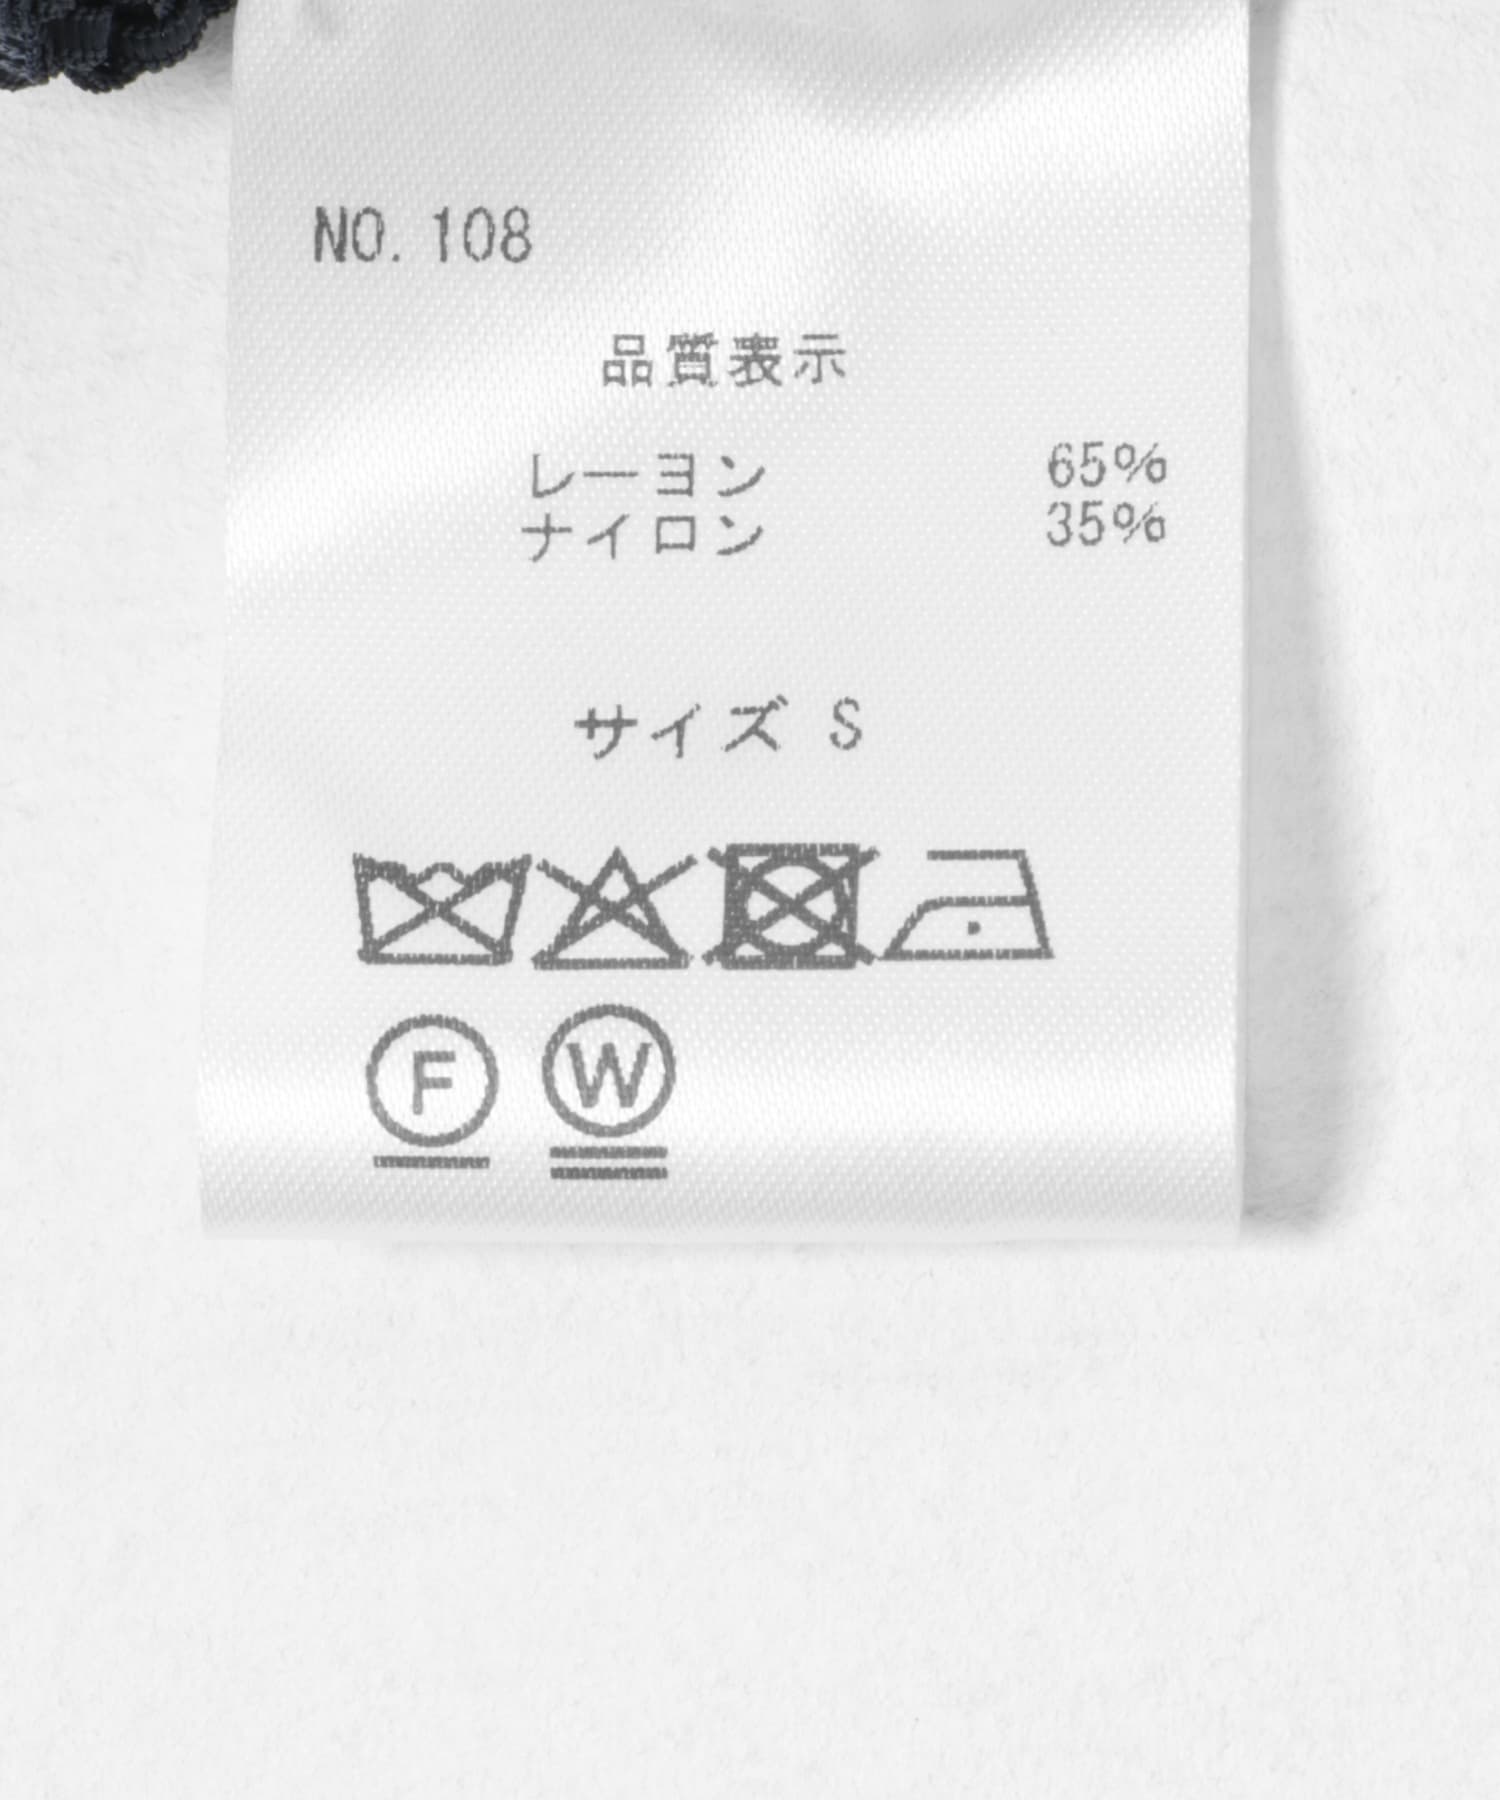 NO. 108
品質表示
レーヨン 65%
ナイロン 35%
サイズ S
F W